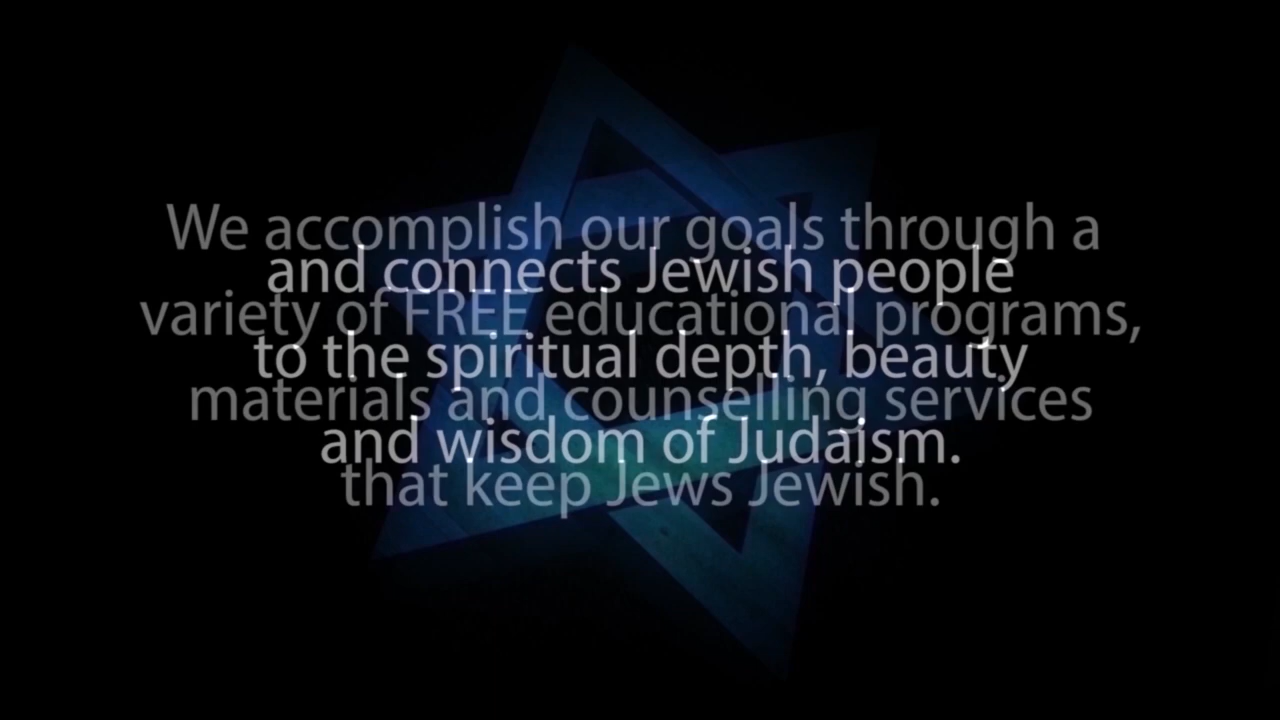 We accomplish our goals through a
and connects Jewish people
variety of FREE educational programs,
to the spiritual depth, beauty
materials and counselling services
and wisdom of Judaism.
that keep Jews Jewish.